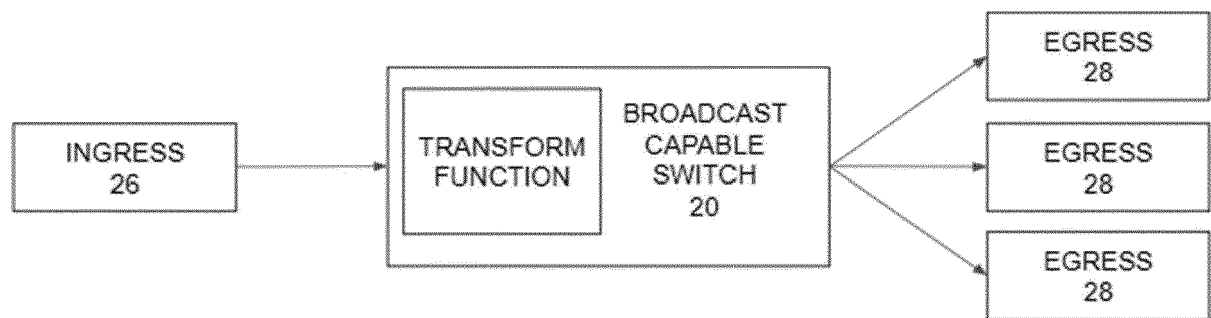 INGRESS
26
TRANSFORM
FUNCTION
BROADCAST
CAPABLE
SWITCH
20
EGRESS
28
EGRESS
28
EGRESS
28